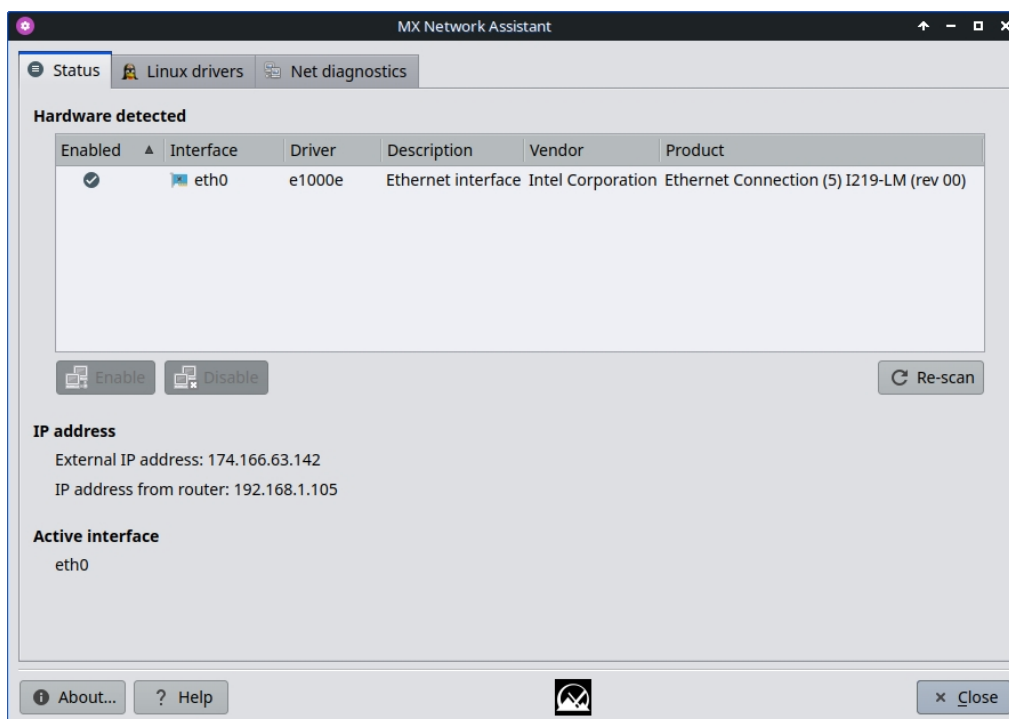 MX Network Assistant
Status Linux drivers Net diagnostics
Hardware detected
Enabled Interface Driver Description Vendor Product
eth0 e1000e Ethernet interface Intel Corporation Ethernet Connection (5) I219-LM (rev 00)
Enable Disable Re-scan
IP address
External IP address: 174.166.63.142
IP address from router: 192.168.1.105
Active interface
eth0
About... ? Help Close